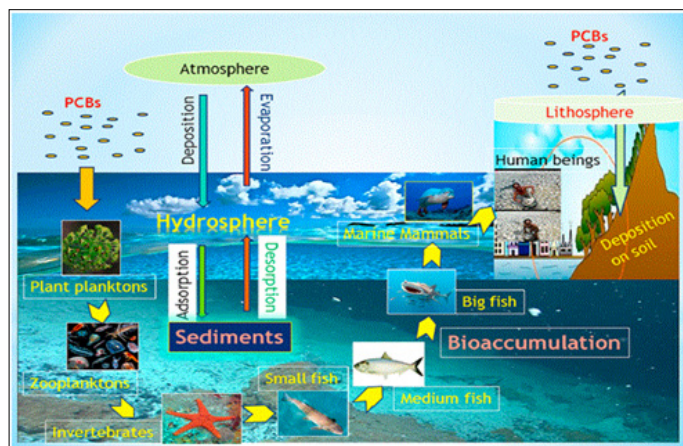 PCBs
Atmosphere
Deposition
Evaporation
PCBs
Lithosphere
Human beings
Deposition
on soil
Hydrosphere
Marine Mammals
Plant planktons
Adsorption
Desorption
Big fish
Sediments
Bioaccumulation
Zooplanktons
Small fish
Medium fish
Invertebrates